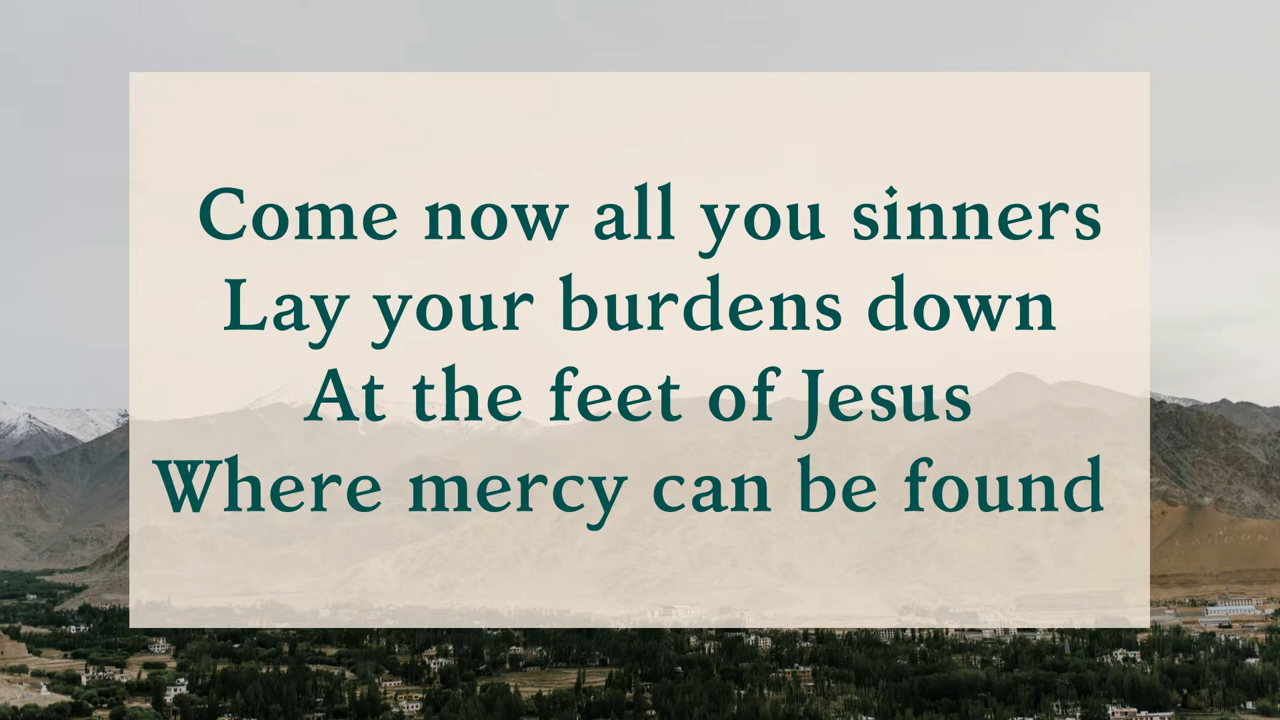 Come now all you sinners
Lay your burdens down
At the feet of Jesus
Where mercy can be found